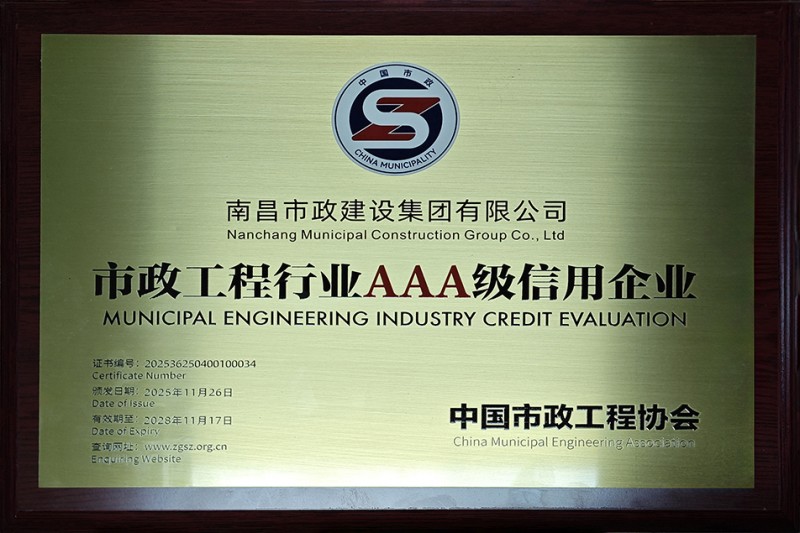 中国市政
CHINA MUNICIPALITY
南昌市政建设集团有限公司
Nanchang Municipal Construction Group Co., Ltd
市政工程行业AAA级信用企业
MUNICIPAL ENGINEERING INDUSTRY CREDIT EVALUATION
证书编号：202536250400100034
Certificate Number
颁发日期：2025年11月26日
Date of Issue
有效期至：2028年11月17日
Date of Expiry
查询网址：www.zgsz.org.cn
Enquiring Website
中国市政工程协会
China Municipal Engineering Association